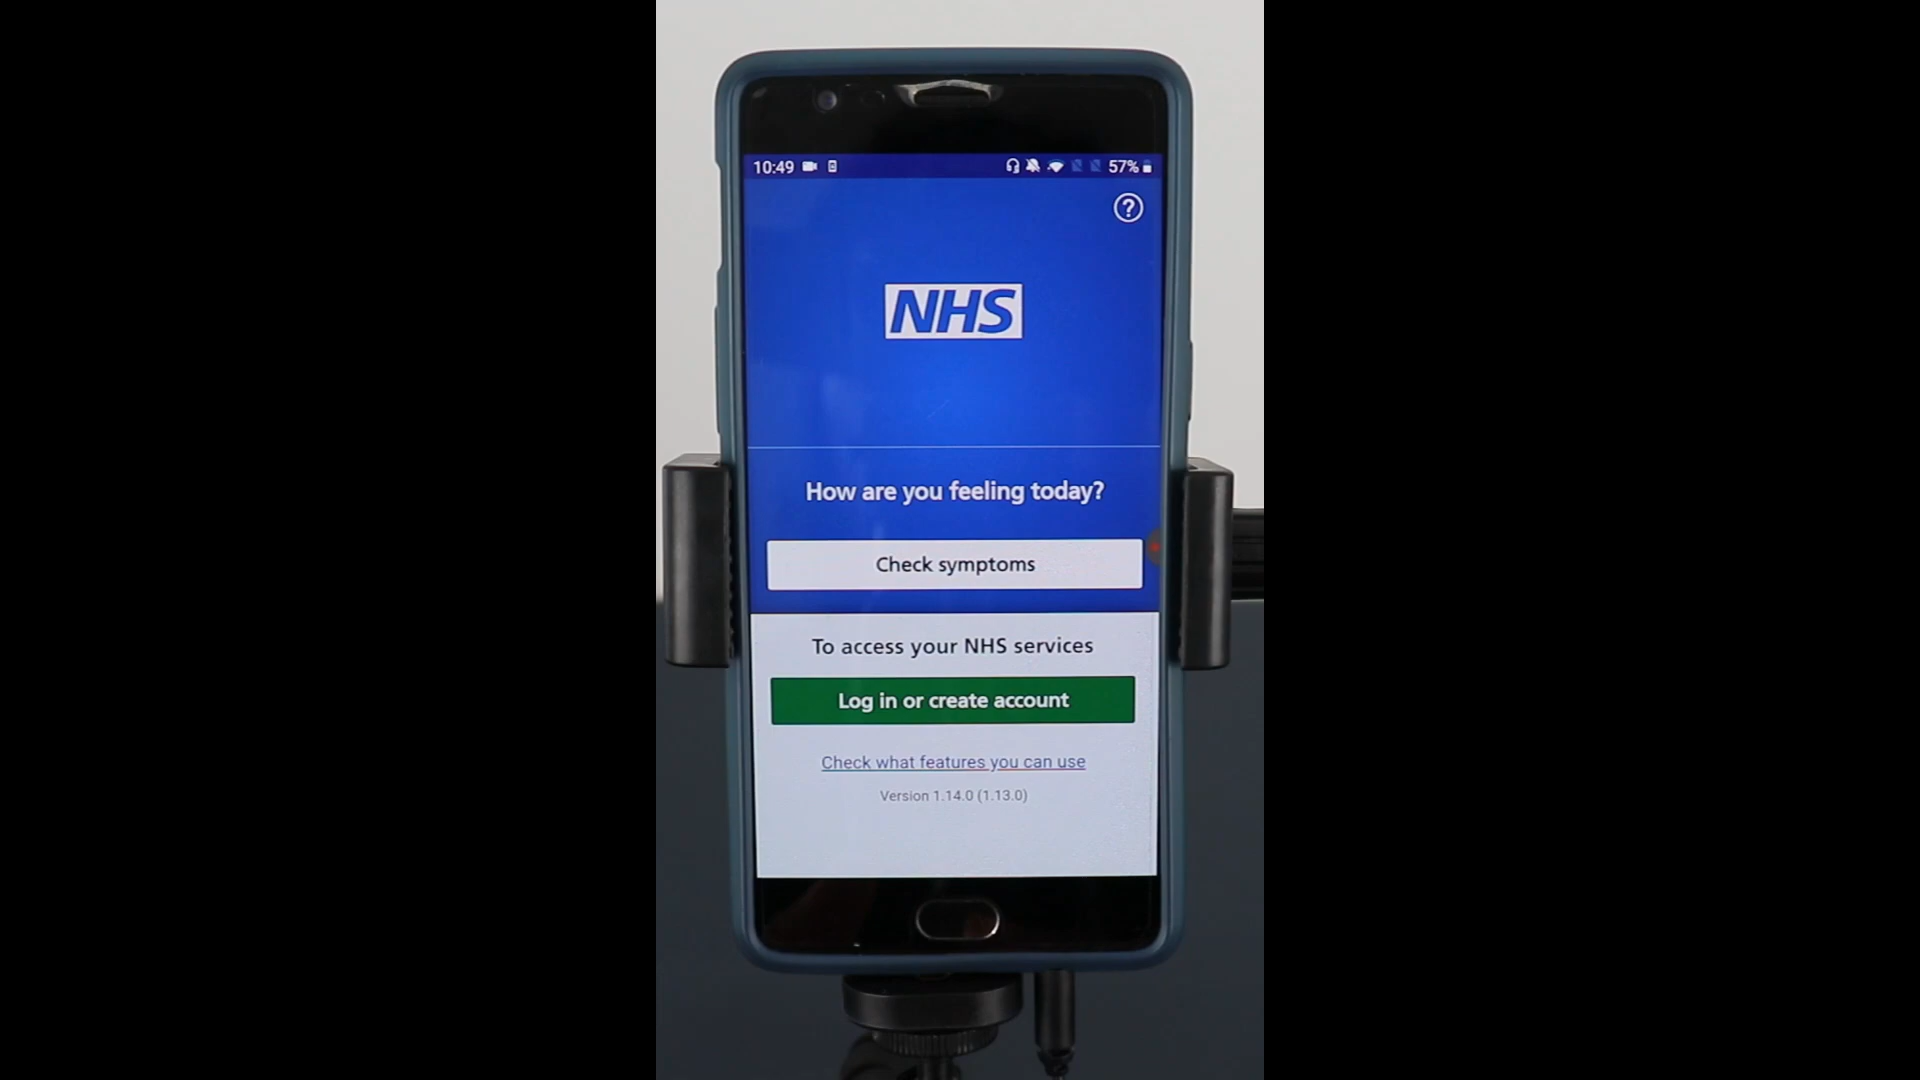 10:49 57%
?
NHS
How are you feeling today?
Check symptoms
To access your NHS services
Log in or create account
Check what features you can use
Version 1.14.0 (1.13.0)